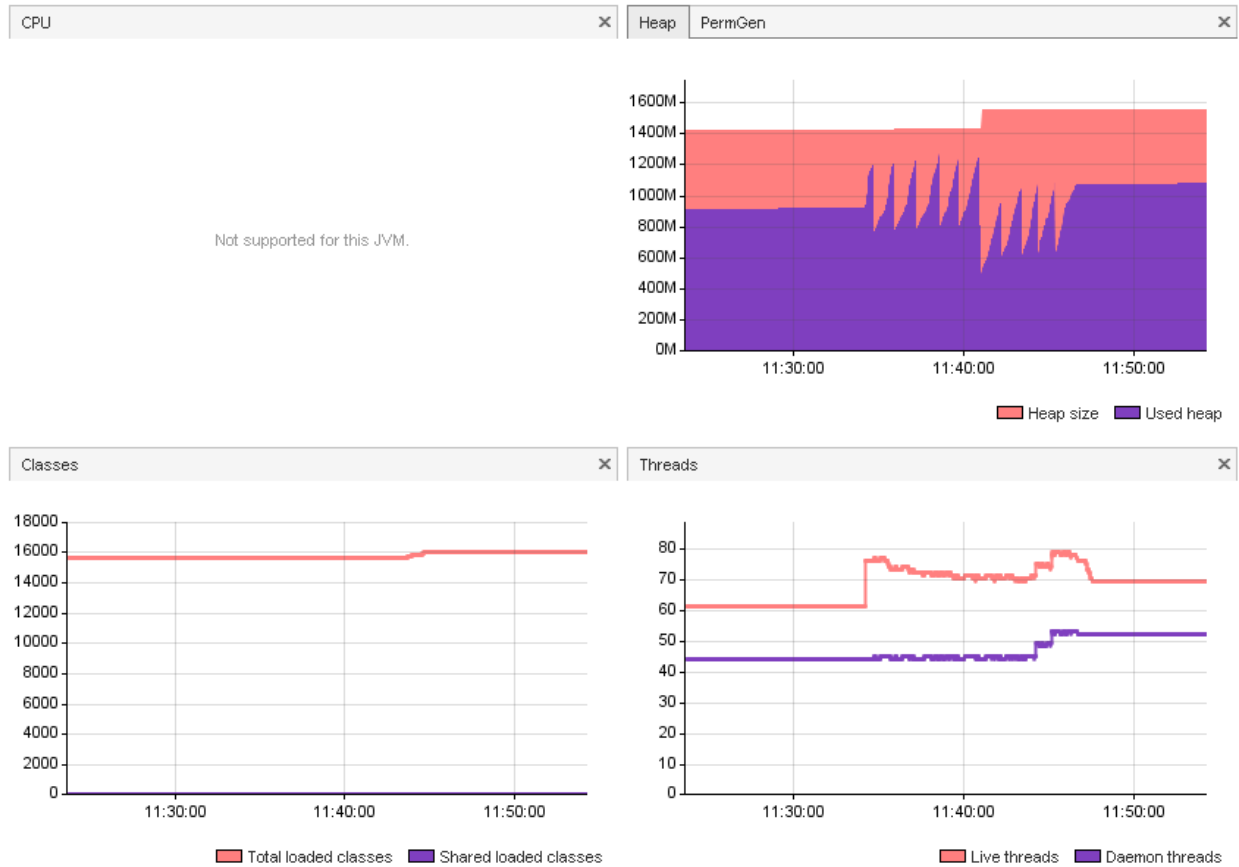 CPU
Not supported for this JVM.
Heap PermGen
1600M
1400M
1200M
1000M
800M
600M
400M
200M
0M
11:30:00 11:40:00 11:50:00
Heap size Used heap
Classes
18000
16000
14000
12000
10000
8000
6000
4000
2000
0
11:30:00 11:40:00 11:50:00
Total loaded classes Shared loaded classes
Threads
80
70
60
50
40
30
20
10
0
11:30:00 11:40:00 11:50:00
Live threads Daemon threads